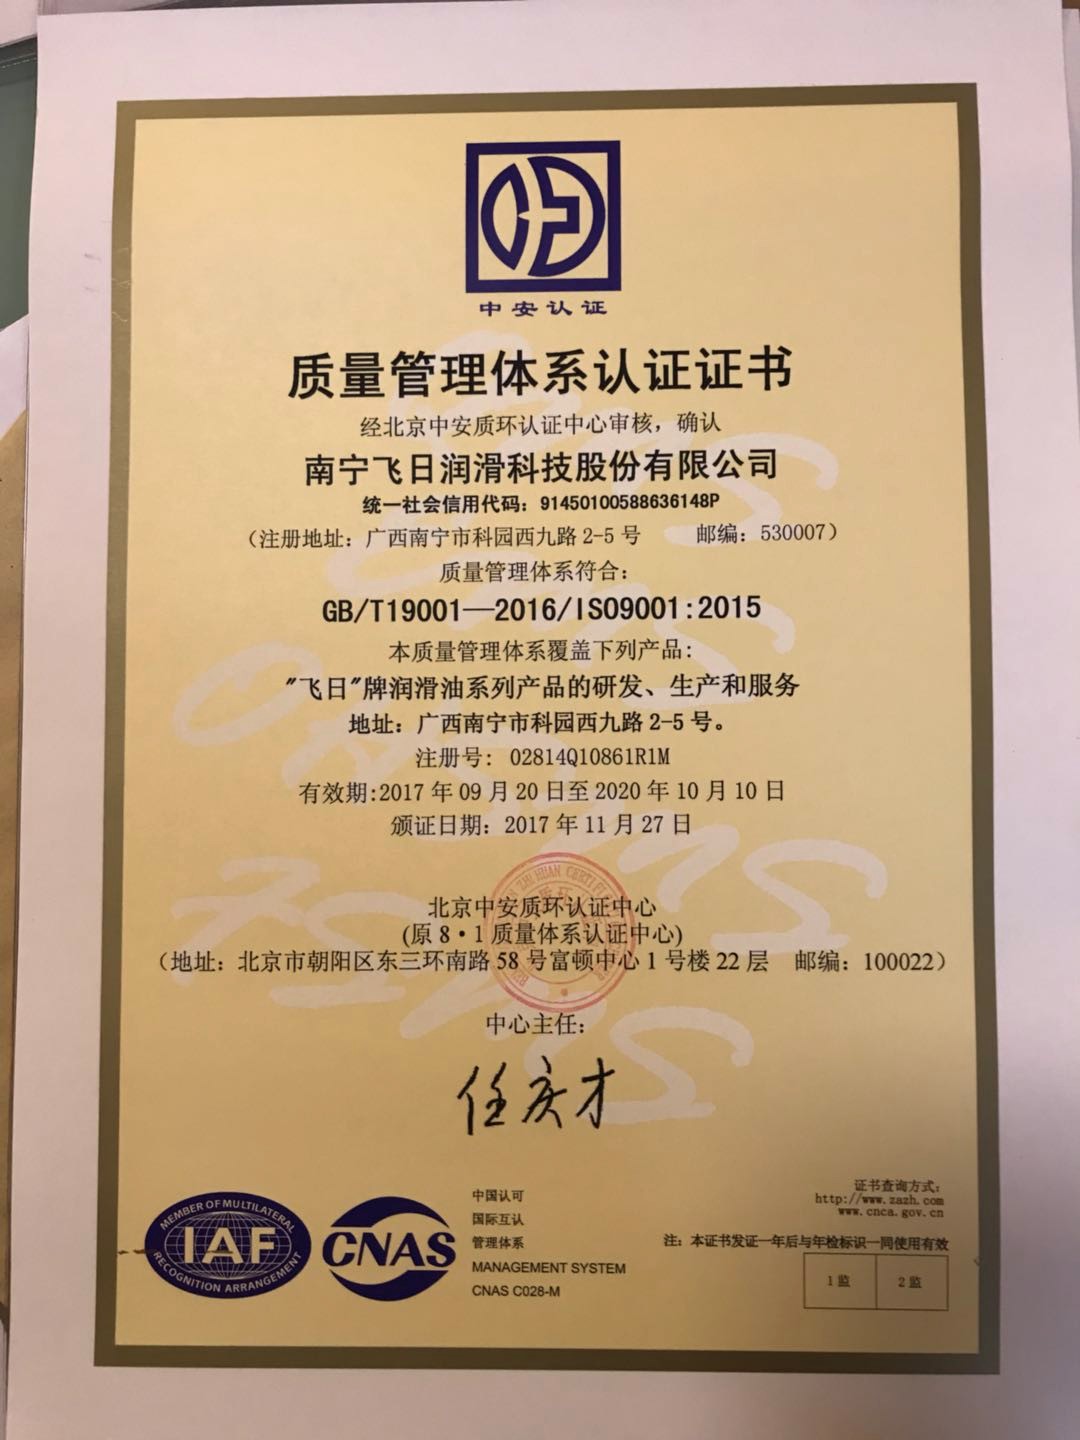 中安认证
质量管理体系认证证书
经北京中安质环认证中心审核，确认
南宁飞日润滑科技股份有限公司
统一社会信用代码：91450100588636148P
（注册地址：广西南宁市科园西九路 2-5 号 邮编：530007）
质量管理体系符合：
GB/T19001—2016/ISO9001:2015
本质量管理体系覆盖下列产品：
"飞日"牌润滑油系列产品的研发、生产和服务
地址：广西南宁市科园西九路 2-5 号。
注册号：02814Q10861R1M
有效期:2017 年 09 月 20 日至 2020 年 10 月 10 日
颁证日期：2017 年 11 月 27 日
北京中安质环认证中心
(原 8·1 质量体系认证中心)
（地址：北京市朝阳区东三环南路 58 号富顿中心 1 号楼 22 层 邮编：100022）
中心主任：
任庆才
MEMBER OF MULTILATERAL
IAF
RECOGNITION ARRANGEMENT
CNAS
中国认可
国际互认
管理体系
MANAGEMENT SYSTEM
CNAS C028-M
证书查询方式：
http://www.zazh.com
www.cnca.gov.cn
注：本证书发证一年后与年检标识一同使用有效
1 监 2 监